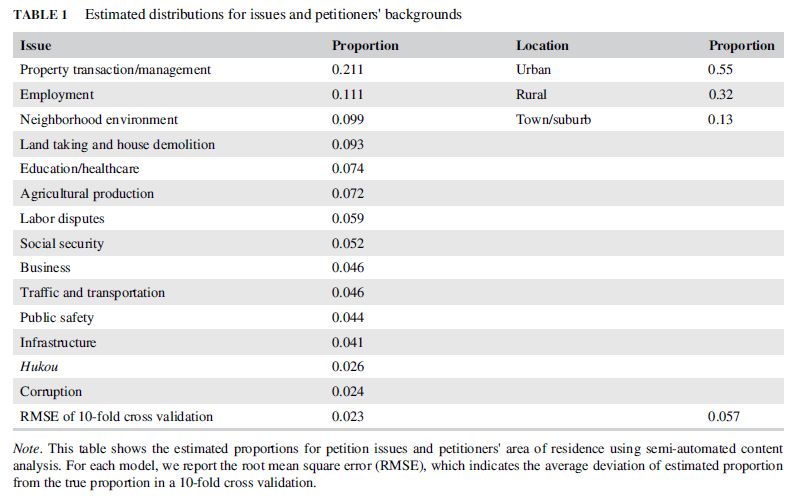 TABLE 1 Estimated distributions for issues and petitioners' backgrounds
Issue Proportion Location Proportion
Property transaction/management 0.211 Urban 0.55
Employment 0.111 Rural 0.32
Neighborhood environment 0.099 Town/suburb 0.13
Land taking and house demolition 0.093
Education/healthcare 0.074
Agricultural production 0.072
Labor disputes 0.059
Social security 0.052
Business 0.046
Traffic and transportation 0.046
Public safety 0.044
Infrastructure 0.041
Hukou 0.026
Corruption 0.024
RMSE of 10-fold cross validation 0.023 0.057
Note. This table shows the estimated proportions for petition issues and petitioners' area of residence using semi-automated content
analysis. For each model, we report the root mean square error (RMSE), which indicates the average deviation of estimated proportion
from the true proportion in a 10-fold cross validation.